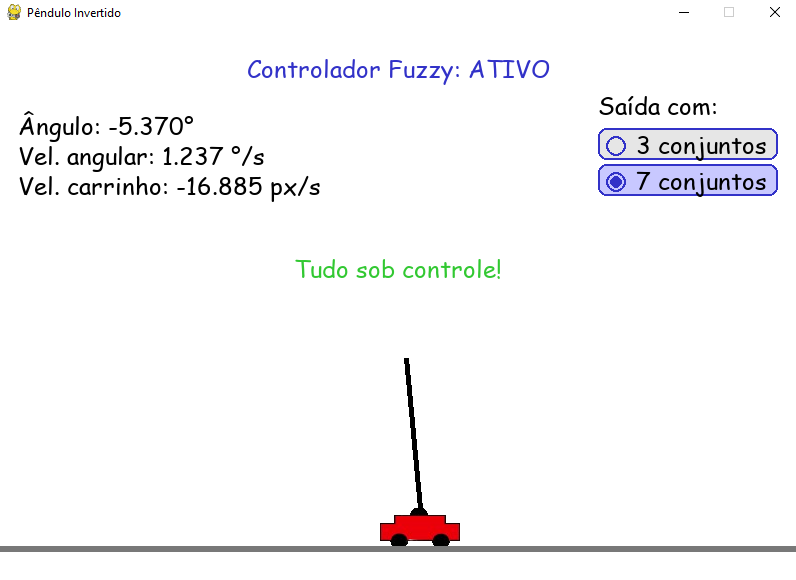 Pêndulo Invertido
Controlador Fuzzy: ATIVO
Ângulo: -5.370°
Vel. angular: 1.237 °/s
Vel. carrinho: -16.885 px/s
Saída com:
3 conjuntos
7 conjuntos
Tudo sob controle!